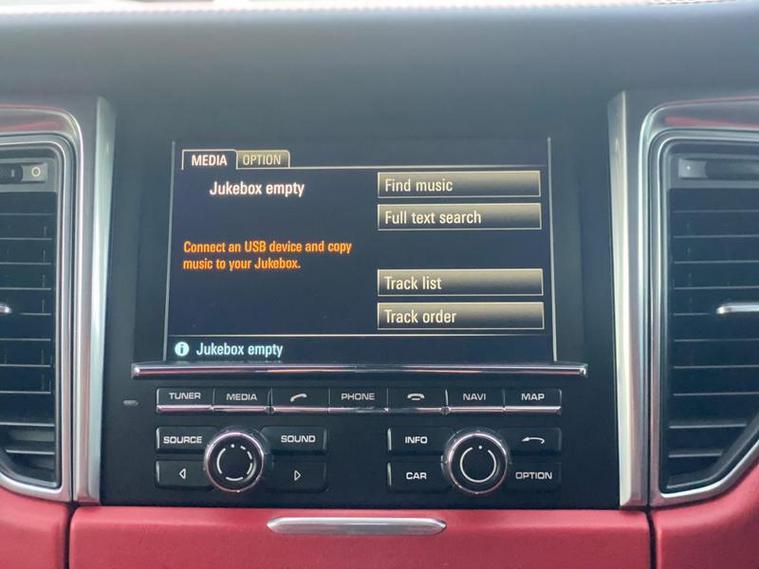 MEDIA OPTION
Jukebox empty
Find music
Full text search
Connect an USB device and copy
music to your Jukebox.
Track list
Track order
Jukebox empty
TUNER MEDIA PHONE NAVI MAP
SOURCE SOUND INFO
CAR OPTION